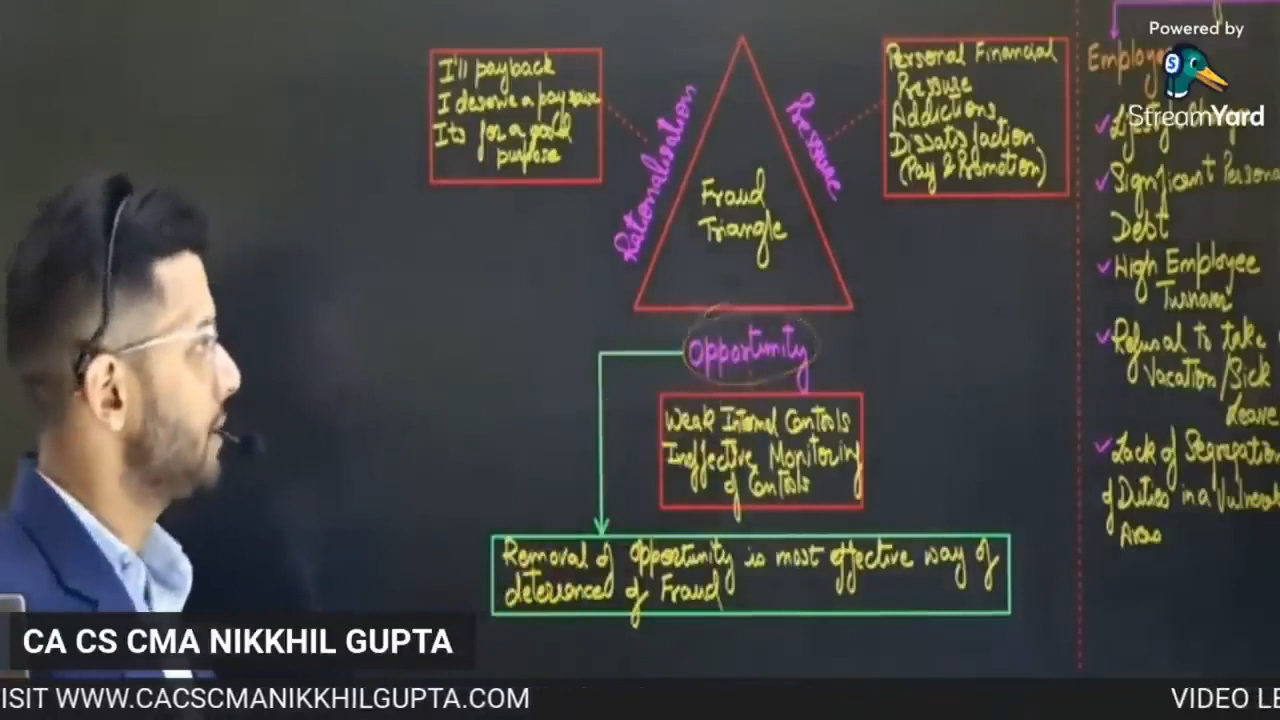 I'll payback
I deserve a pay raise
Its for a good
purpose
Rationalisation
Fraud
Triangle
Pressure
Personal Financial
Pressure
Addictions
Dissatisfaction
(Pay & Promotion)
Opportunity
Weak Internal Controls
Ineffective Monitoring
of Controls
Removal of Opportunity is most effective way of
deterrence of Fraud
Powered by
StreamYard
Significant Persona
Debt
High Employee
Turnover
Refusal to take
Vacation/Sick
Leave
Lack of Segregation
of Duties in a
Area
CA CS CMA NIKKHIL GUPTA
ISIT WWW.CACSCMANIKKHILGUPTA.COM
VIDEO LE